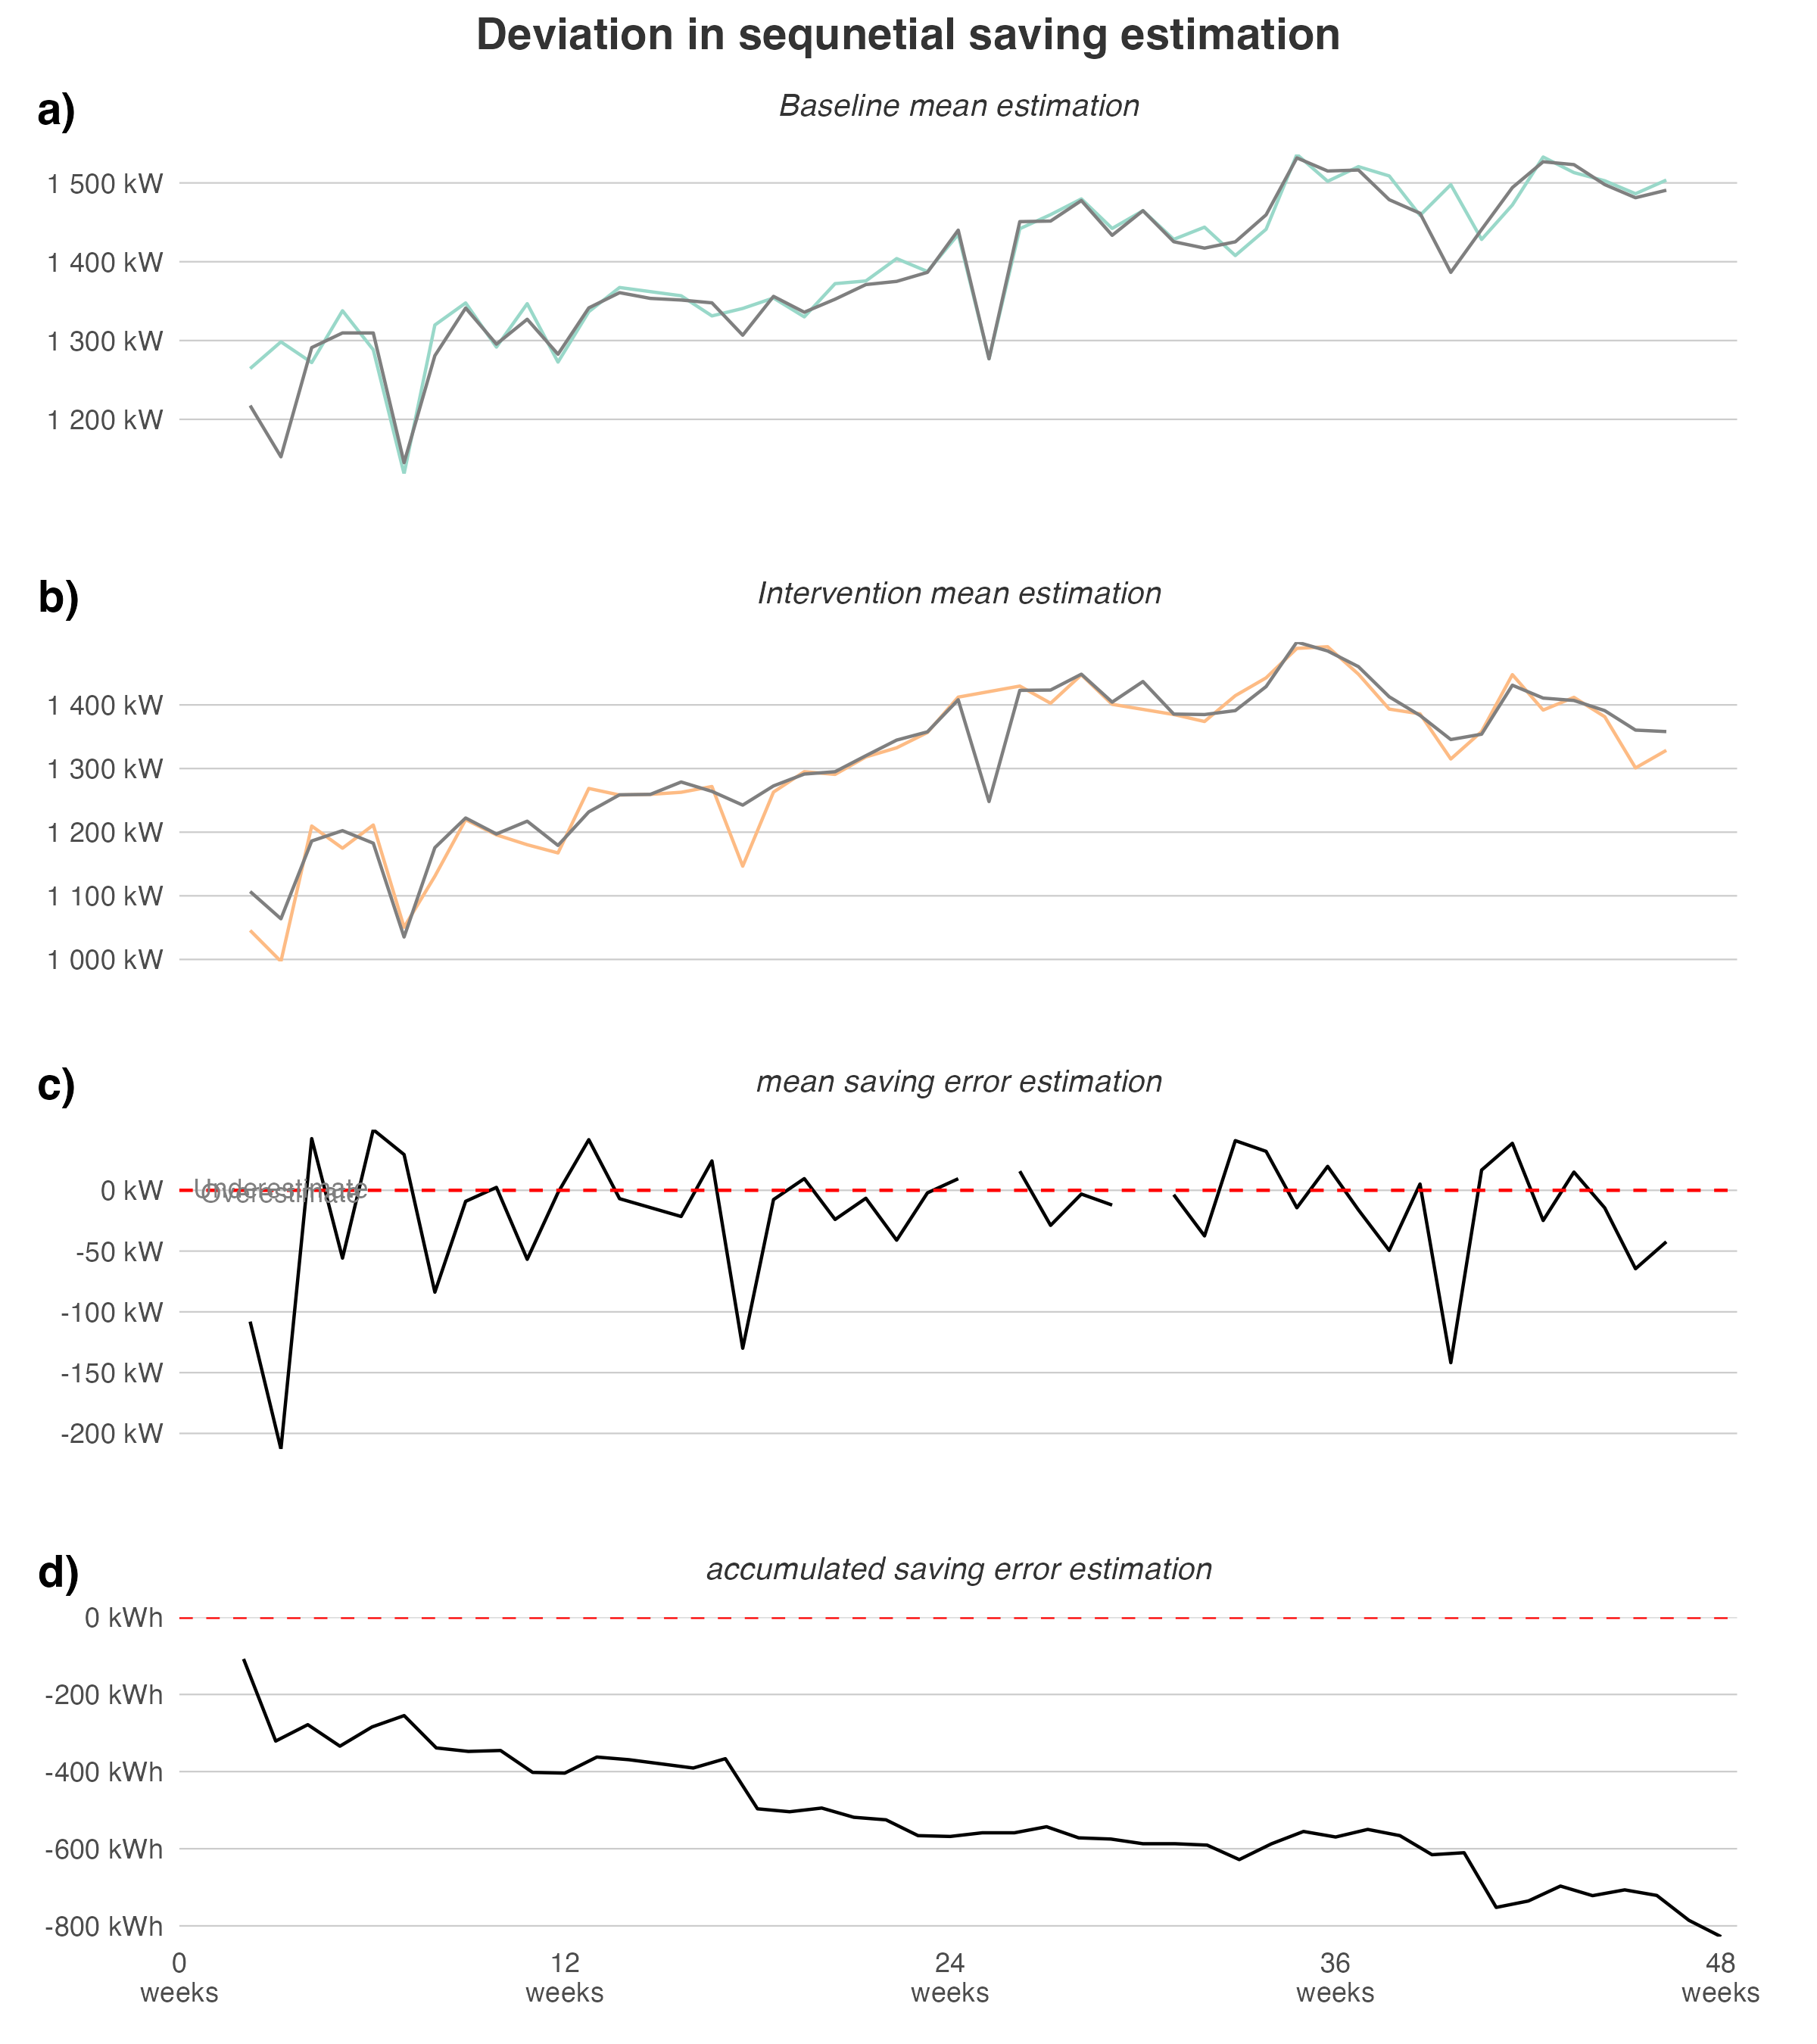 Deviation in sequnetial saving estimation
a)
Baseline mean estimation
1 500 kW
1 400 kW
1 300 kW
1 200 kW
b)
Intervention mean estimation
1 400 kW
1 300 kW
1 200 kW
1 100 kW
1 000 kW
c)
mean saving error estimation
Underestimate
Overestimate
0 kW
-50 kW
-100 kW
-150 kW
-200 kW
d)
accumulated saving error estimation
0 kWh
-200 kWh
-400 kWh
-600 kWh
-800 kWh
0 12 24 36 48
weeks weeks weeks weeks weeks